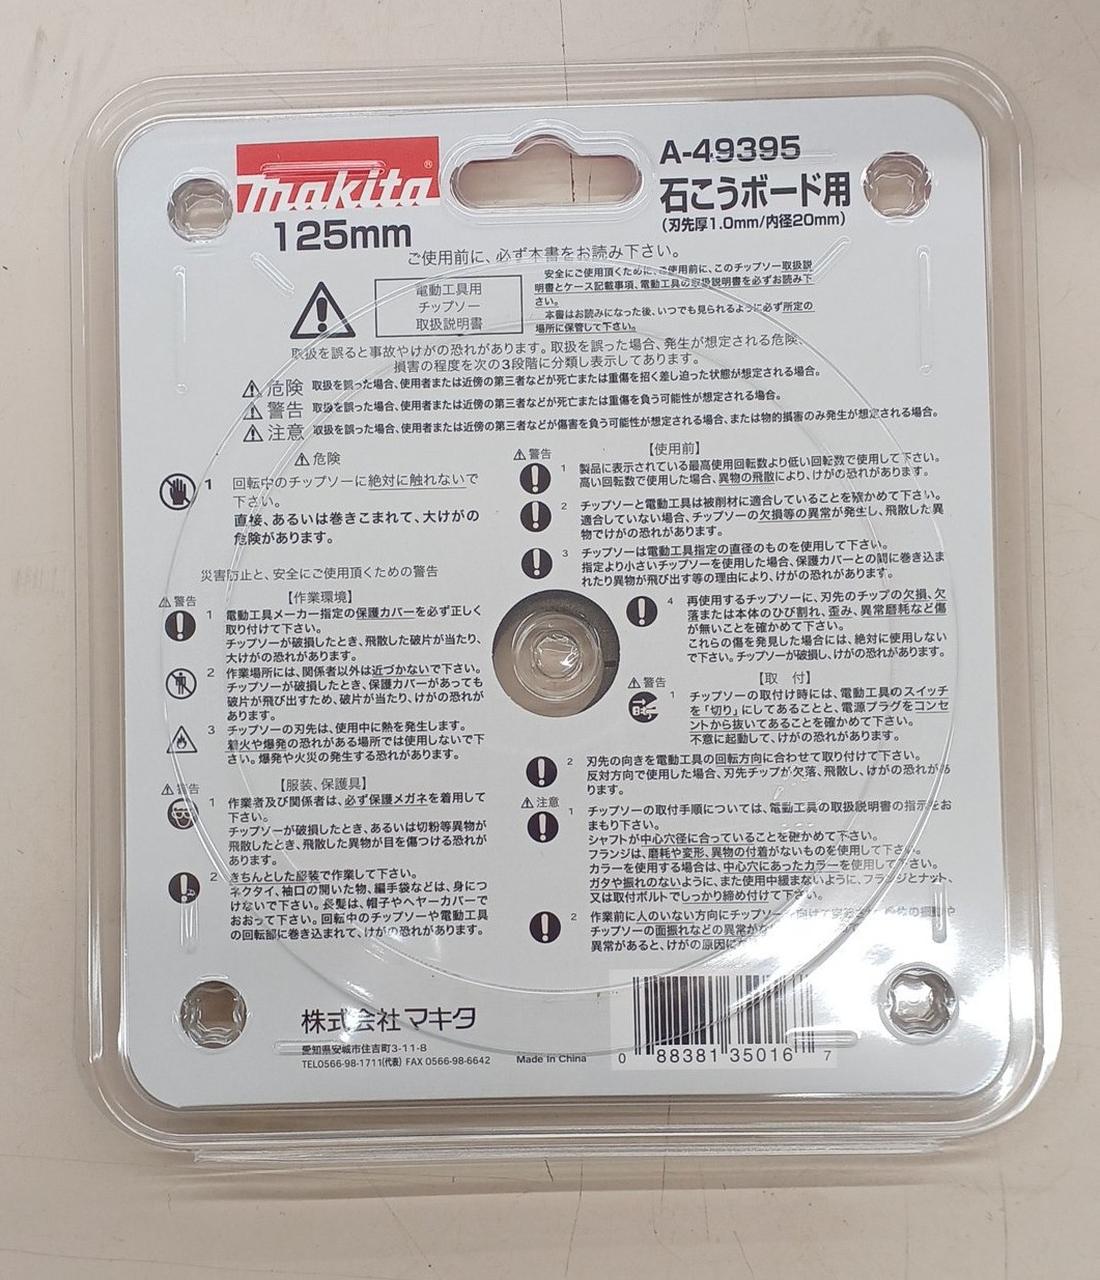 makita®
125mm
A-49395
石こうボード用
(刃先厚1.0mm/内径20mm)
ご使用前に、必ず本書をお読み下さい。
電動工具用
チップソー
取扱説明書
安全にご使用頂くために、ご使用前に、このチップソー取扱説
明書とケース記載事項、電動工具の取扱説明書を必ずお読み下
さい。
本書はお読みになった後、いつでも見られるように必ず所定の
場所に保管して下さい。
取扱を誤ると事故やけがの恐れがあります。取扱を誤った場合、発生が想定される危険、
損害の程度を次の3段階に分類し表示してあります。
危険 取扱を誤った場合、使用者または近傍の第三者などが死亡または重傷を招く差し迫った状態が想定される場合。
警告 取扱を誤った場合、使用者または近傍の第三者などが死亡または重傷を負う可能性が想定される場合。
注意 取扱を誤った場合、使用者または近傍の第三者などが傷害を負う可能性が想定される場合、または物的損害のみ発生が想定される場合。
危険
1 回転中のチップソーに絶対に触れないで
下さい。
直接、あるいは巻きこまれて、大けがの
危険があります。
災害防止と、安全にご使用頂くための警告
【作業環境】
警告
1 電動工具メーカー指定の保護カバーを必ず正しく
取り付けて下さい。
チップソーが破損したとき、飛散した破片が当たり、
大けがの恐れがあります。
2 作業場所には、関係者以外は近づかないで下さい。
チップソーが破損したとき、保護カバーがあっても
破片が飛び出すため、破片が当たり、けがの恐れが
あります。
3 チップソーの刃先は、使用中に熱を発生します。
着火や爆発の恐れがある場所では使用しないで下
さい。爆発や火災の発生する恐れがあります。
【服装、保護具】
警告
1 作業者及び関係者は、必ず保護メガネを着用して
下さい。
チップソーが破損したとき、あるいは切粉等異物が
飛散したとき、飛散した異物が目を傷つける恐れが
あります。
2 きちんとした服装で作業して下さい。
ネクタイ、袖口の開いた物、編手袋などは、身につ
けないで下さい。長髪は、帽子やヘヤーカバーで
おおって下さい。回転中のチップソーや電動工具
の回転部に巻き込まれて、けがの恐れがあります。
【使用前】
警告
1 製品に表示されている最高使用回転数より低い回転数で使用して下さい。
高い回転数で使用した場合、異物の飛散により、けがの恐れがあります。
2 チップソーと電動工具は被削材に適合していることを確かめて下さい。
適合していない場合、チップソーの欠損等の異常が発生し、飛散した異
物でけがの恐れがあります。
3 チップソーは電動工具指定の直径のものを使用して下さい。
指定より小さいチップソーを使用した場合、保護カバーとの間に巻き込ま
れたり異物が飛び出す等の理由により、けがの恐れがあります。
4 再使用するチップソーに、刃先のチップの欠損、欠
落または本体のひび割れ、歪み、異常磨耗など傷
が無いことを確かめて下さい。
これらの傷を発見した場合には、絶対に使用しない
で下さい。チップソーが破損し、けがの恐れがあります。
【取 付】
警告
1 チップソーの取付け時には、電動工具のスイッチ
を「切り」にしてあることと、電源プラグをコンセ
ントから抜いてあることを確かめて下さい。
不意に起動して、けがの恐れがあります。
2 刃先の向きを電動工具の回転方向に合わせて取り付けて下さい。
反対方向で使用した場合、刃先チップが欠落、飛散し、けがの恐れがあ
ります。
注意
1 チップソーの取付手順については、電動工具の取扱説明書の指示をお
まもり下さい。
シャフトが中心穴径に合っていることを確かめて下さい。
フランジは、磨耗や変形、異物の付着がないものを使用して下さい。
カラーを使用する場合は、中心穴にあったカラーを使用して下さい。
ガタや振れのないように、また使用中緩まないように、フランジとナット、
又は取付ボルトでしっかり締め付けて下さい。
2 作業前に人のいない方向にチップソー
チップソーの面振れなどの異常が
異常があると、けがの原因に
株式会社マキタ
愛知県安城市住吉町3-11-8
TEL0566-98-1711(代表) FAX 0566-98-6642
Made in China
0 88381 35016 7